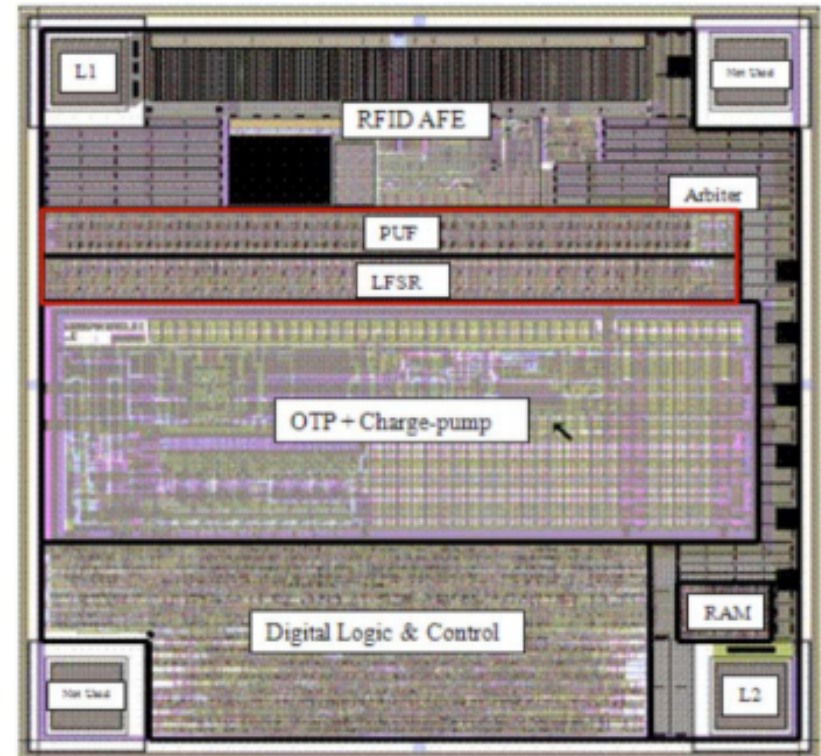 L1
Not Used
RFID AFE
Arbiter
PUF
LFSR
OTP + Charge-pump
RAM
Digital Logic & Control
Not Used
L2